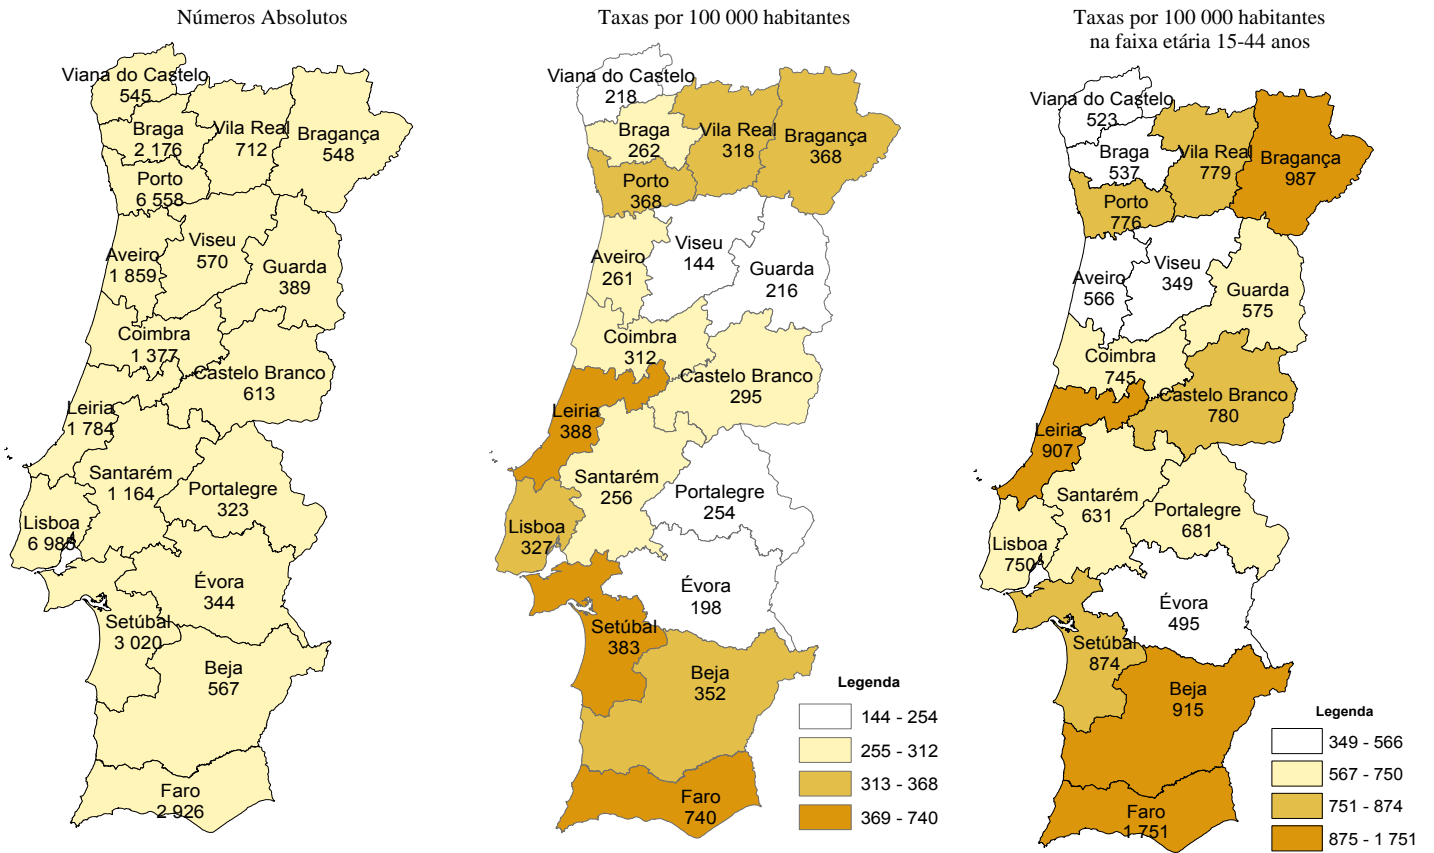 Números Absolutos
Viana do Castelo
545
Braga
2 176
Vila Real
712
Bragança
548
Porto
6 558
Aveiro
1 859
Viseu
570
Guarda
389
Coimbra
1 377
Castelo Branco
613
Leiria
1 784
Santarém
1 164
Portalegre
323
Lisboa
6 985
Évora
344
Setúbal
3 020
Beja
567
Faro
2 926
Taxas por 100 000 habitantes
Viana do Castelo
218
Braga
262
Vila Real
318
Bragança
368
Porto
368
Aveiro
261
Viseu
144
Guarda
216
Coimbra
312
Castelo Branco
295
Leiria
388
Santarém
256
Portalegre
254
Lisboa
327
Évora
198
Setúbal
383
Beja
352
Faro
740
Legenda
144 - 254
255 - 312
313 - 368
369 - 740
Taxas por 100 000 habitantes
na faixa etária 15-44 anos
Viana do Castelo
523
Braga
537
Vila Real
779
Bragança
987
Porto
776
Aveiro
566
Viseu
349
Guarda
575
Coimbra
745
Castelo Branco
780
Leiria
907
Santarém
631
Portalegre
681
Lisboa
750
Évora
495
Setúbal
874
Beja
915
Faro
1 751
Legenda
349 - 566
567 - 750
751 - 874
875 - 1 751